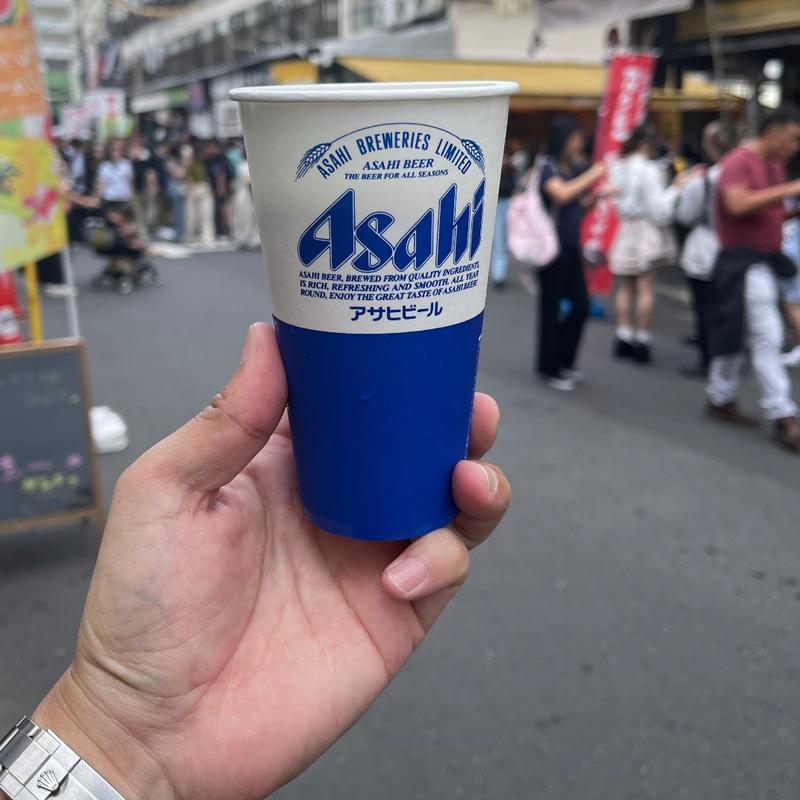 ASAHI BREWERIES LIMITED
ASAHI BEER
THE BEER FOR ALL SEASONS
Asahi
ASAHI BEER, BREWED FROM QUALITY INGREDIENTS,
IS RICH, REFRESHING AND SMOOTH. ALL YEAR
ROUND, ENJOY THE GREAT TASTE OF ASAHI BEER!
アサヒビール